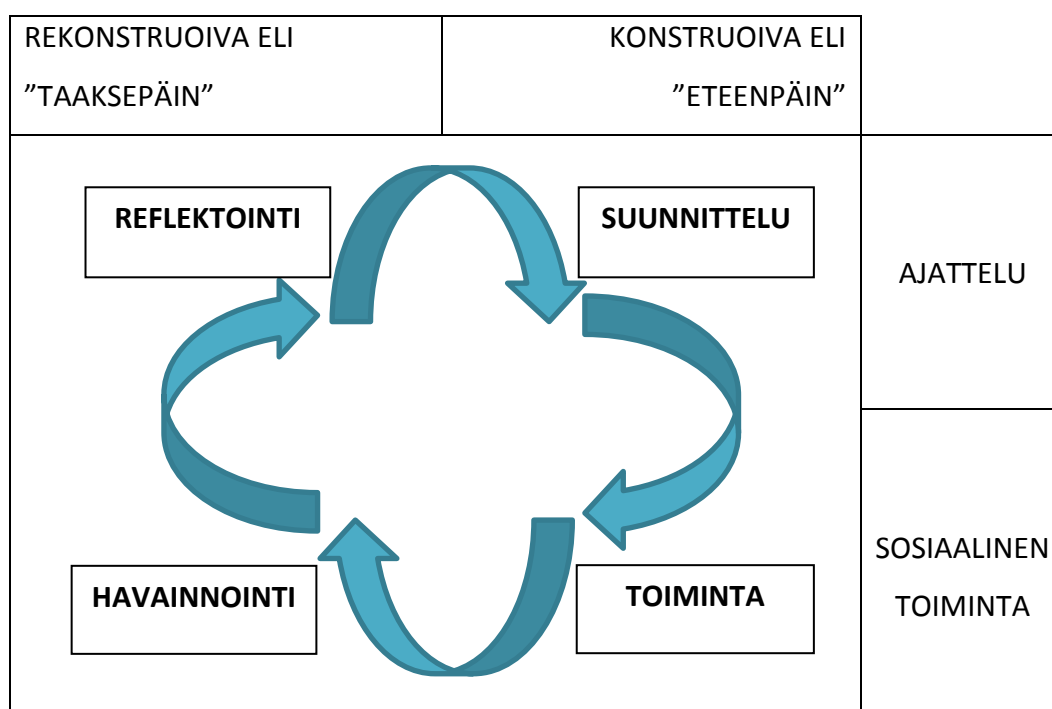 REKONSTRUOIVA ELI
”TAAKSEPÄIN”
KONSTRUOIVA ELI
”ETEENPÄIN”
REFLEKTOINTI
SUUNNITTELU
AJATTELU
HAVAINNOINTI
TOIMINTA
SOSIAALINEN
TOIMINTA